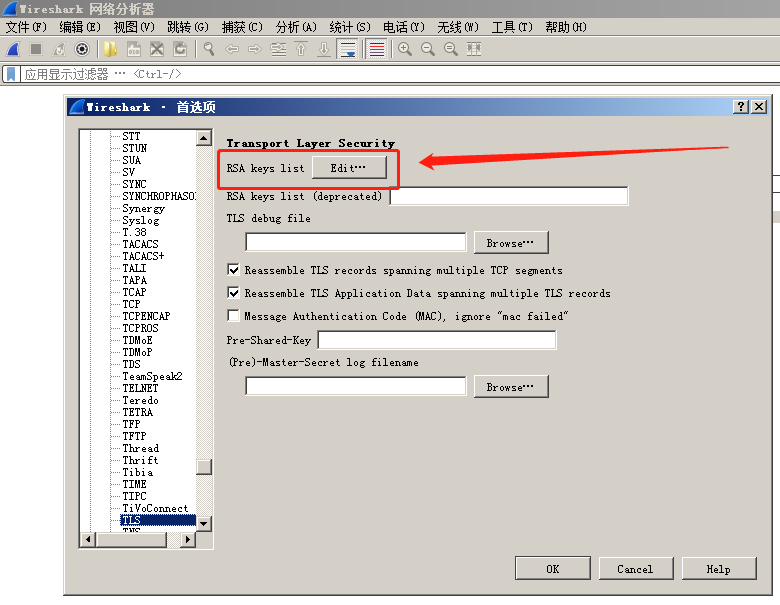 Wireshark 网络分析器
文件(F) 编辑(E) 视图(V) 跳转(G) 捕获(C) 分析(A) 统计(S) 电话(Y) 无线(W) 工具(T) 帮助(H)
应用显示过滤器 … <Ctrl-/>
Wireshark · 首选项
STT
STUN
SUA
SV
SYNC
SYNCHROPHASO
Synergy
Syslog
T.38
TACACS
TACACS+
TALI
TAPA
TCAP
TCP
TCPENCAP
TCPROS
TDMoE
TDMoP
TDS
TeamSpeak2
TELNET
Teredo
TETRA
TFP
TFTP
Thread
Thrift
Tibia
TIME
TIPC
TiVoConnect
TLS
TNS
Transport Layer Security
RSA keys list Edit…
RSA keys list (deprecated)
TLS debug file
Browse…
Reassemble TLS records spanning multiple TCP segments
Reassemble TLS Application Data spanning multiple TLS records
Message Authentication Code (MAC), ignore "mac failed"
Pre-Shared-Key
(Pre)-Master-Secret log filename
Browse…
OK Cancel Help